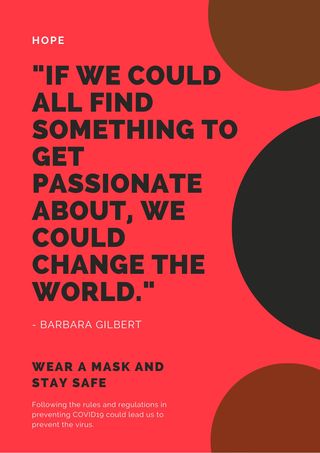 HOPE
"IF WE COULD
ALL FIND
SOMETHING TO
GET
PASSIONATE
ABOUT, WE
COULD
CHANGE THE
WORLD."
- BARBARA GILBERT
WEAR A MASK AND
STAY SAFE
Following the rules and regulations in
preventing COVID19 could lead us to
prevent the virus.